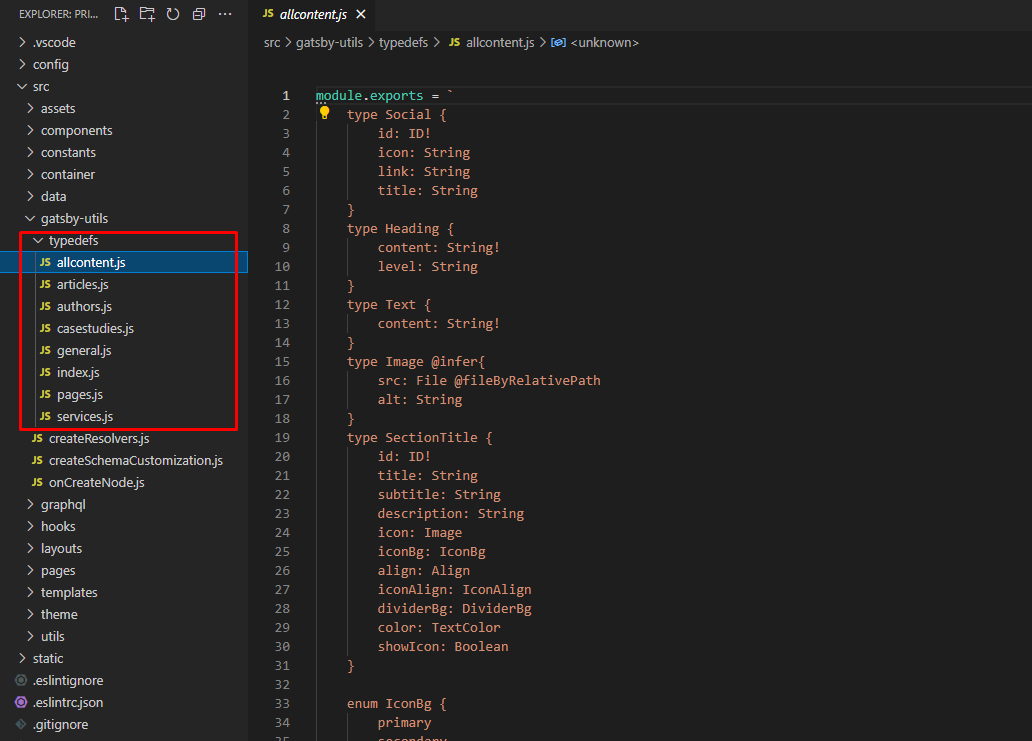 EXPLORER: PRI...
.vscode
config
src
assets
components
constants
container
data
gatsby-utils
typedefs
JS allcontent.js
JS articles.js
JS authors.js
JS casestudies.js
JS general.js
JS index.js
JS pages.js
JS services.js
JS createResolvers.js
JS createSchemaCustomization.js
JS onCreateNode.js
graphql
hooks
layouts
pages
templates
theme
utils
static
.eslintignore
.eslintrc.json
.gitignore
JS allcontent.js
src > gatsby-utils > typedefs > JS allcontent.js > <unknown>
1 module.exports = `
2 type Social {
3 id: ID!
4 icon: String
5 link: String
6 title: String
7 }
8 type Heading {
9 content: String!
10 level: String
11 }
12 type Text {
13 content: String!
14 }
15 type Image @infer{
16 src: File @fileByRelativePath
17 alt: String
18 }
19 type SectionTitle {
20 id: ID!
21 title: String
22 subtitle: String
23 description: String
24 icon: Image
25 iconBg: IconBg
26 align: Align
27 iconAlign: IconAlign
28 dividerBg: DividerBg
29 color: TextColor
30 showIcon: Boolean
31 }
32
33 enum IconBg {
34 primary
35 secondary